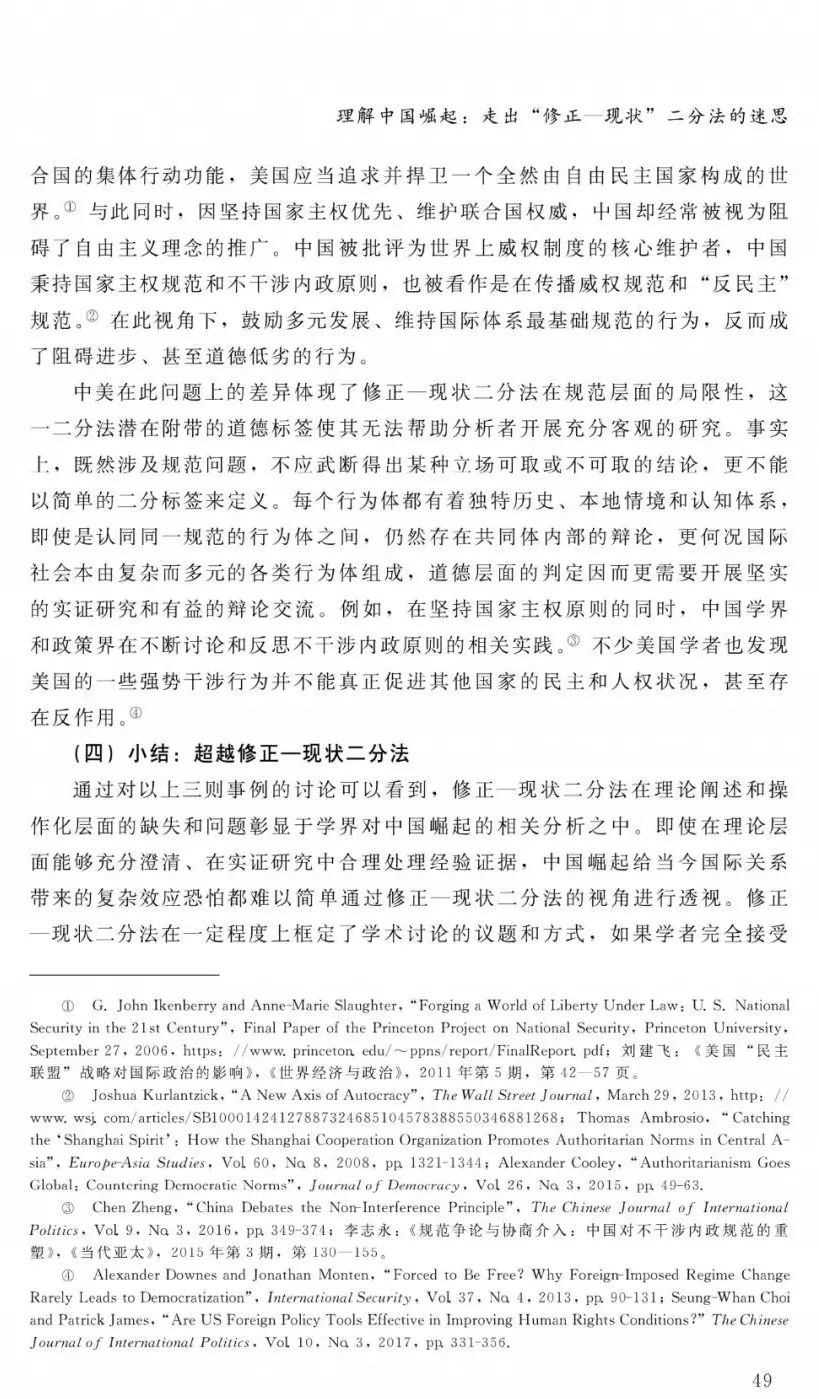 理解中国崛起：走出“修正—现状”二分法的迷思
合国的集体行动功能，美国应当追求并捍卫一个全然由自由民主国家构成的世
界。① 与此同时，因坚持国家主权优先、维护联合国权威，中国却经常被视为阻
碍了自由主义理念的推广。中国被批评为世界上威权制度的核心维护者，中国
秉持国家主权规范和不干涉内政原则，也被看作是在传播威权规范和“反民主”
规范。② 在此视角下，鼓励多元发展、维持国际体系最基础规范的行为，反而成
了阻碍进步、甚至道德低劣的行为。
中美在此问题上的差异体现了修正—现状二分法在规范层面的局限性，这
一二分法潜在附带的道德标签使其无法帮助分析者开展充分客观的研究。事实
上，既然涉及规范问题，不应武断得出某种立场可取或不可取的结论，更不能
以简单的二分标签来定义。每个行为体都有着独特历史、本地情境和认知体系，
即使是认同同一规范的行为体之间，仍然存在共同体内部的辩论，更何况国际
社会本由复杂而多元的各类行为体组成，道德层面的判定因而更需要开展坚实
的实证研究和有益的辩论交流。例如，在坚持国家主权原则的同时，中国学界
和政策界在不断讨论和反思不干涉内政原则的相关实践。③ 不少美国学者也发现
美国的一些强势干涉行为并不能真正促进其他国家的民主和人权状况，甚至存
在反作用。④
（四）小结：超越修正—现状二分法
通过对以上三则事例的讨论可以看到，修正—现状二分法在理论阐述和操
作化层面的缺失和问题彰显于学界对中国崛起的相关分析之中。即使在理论层
面能够充分澄清、在实证研究中合理处理经验证据，中国崛起给当今国际关系
带来的复杂效应恐怕都难以简单通过修正—现状二分法的视角进行透视。修正
—现状二分法在一定程度上框定了学术讨论的议题和方式，如果学者完全接受
① G. John Ikenberry and Anne-Marie Slaughter, “Forging a World of Liberty Under Law: U. S. National
Security in the 21st Century”, Final Paper of the Princeton Project on National Security, Princeton University,
September 27, 2006, https: //www. princeton. edu/～ppns/report/FinalReport. pdf; 刘建飞：《美国“民主
联盟”战略对国际政治的影响》，《世界经济与政治》，2011 年第 5 期，第 42—57 页。
② Joshua Kurlantzick, “A New Axis of Autocracy”, The Wall Street Journal, March 29, 2013, http: //
www. wsj. com/articles/SB10001424127887324685104578388550346881268; Thomas Ambrosio, “Catching
the ‘Shanghai Spirit’: How the Shanghai Cooperation Organization Promotes Authoritarian Norms in Central A-
sia”, Europe-Asia Studies, Vol. 60, No. 8, 2008, pp. 1321-1344; Alexander Cooley, “Authoritarianism Goes
Global: Countering Democratic Norms”, Journal of Democracy, Vol. 26, No. 3, 2015, pp. 49-63.
③ Chen Zheng, “China Debates the Non-Interference Principle”, The Chinese Journal of International
Politics, Vol. 9, No. 3, 2016, pp. 349-374; 李志永：《规范争论与协商介入：中国对不干涉内政规范的重
塑》，《当代亚太》，2015 年第 3 期，第 130—155。
④ Alexander Downes and Jonathan Monten, “Forced to Be Free? Why Foreign-Imposed Regime Change
Rarely Leads to Democratization”, International Security, Vol. 37, No. 4, 2013, pp. 90-131; Seung-Whan Choi
and Patrick James, “Are US Foreign Policy Tools Effective in Improving Human Rights Conditions?” The Chinese
Journal of International Politics, Vol. 10, No. 3, 2017, pp. 331-356.
49